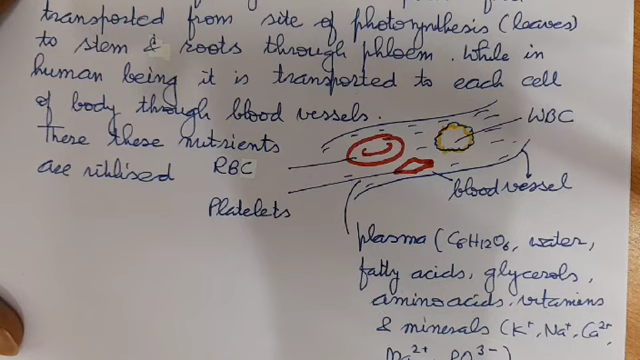 transported from site of photosynthesis (leaves)
to stem & roots through phloem. While in
human being it is transported to each cell
of body through blood vessels.
There these nutrients
are utilised
WBC
RBC
Platelets
blood vessel
plasma (C6H12O6, water,
fatty acids, glycerols,
aminoacids, vitamins
& minerals (K+, Na+, Ca2+,